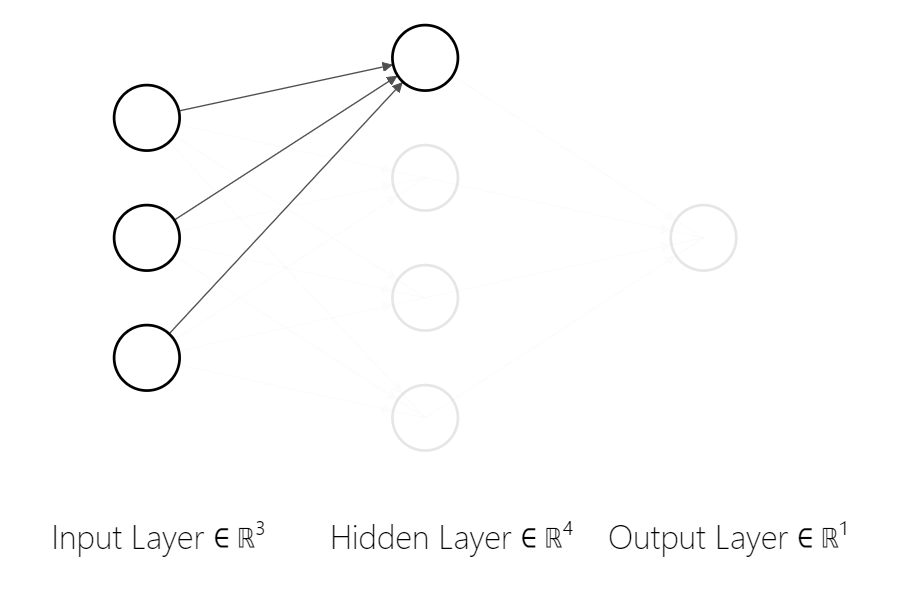 Input Layer ∈ ℝ³ Hidden Layer ∈ ℝ⁴ Output Layer ∈ ℝ¹